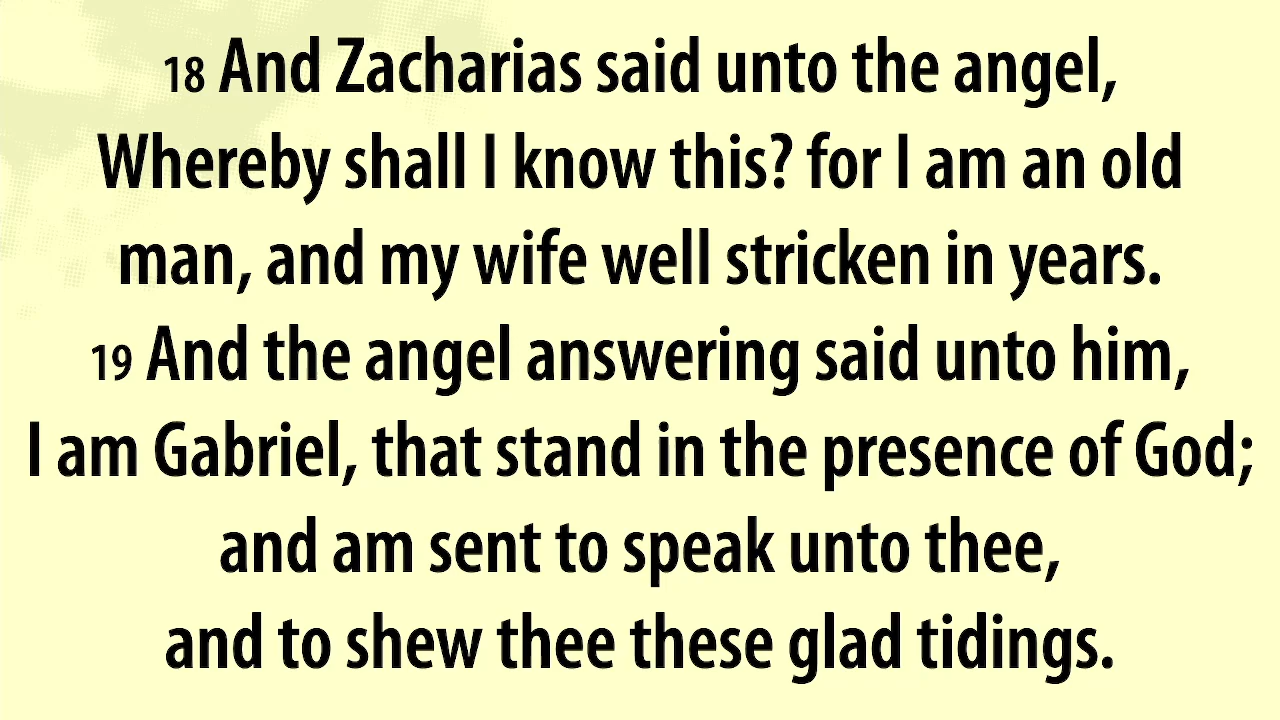 18 And Zacharias said unto the angel,
Whereby shall I know this? for I am an old
man, and my wife well stricken in years.
19 And the angel answering said unto him,
I am Gabriel, that stand in the presence of God;
and am sent to speak unto thee,
and to shew thee these glad tidings.